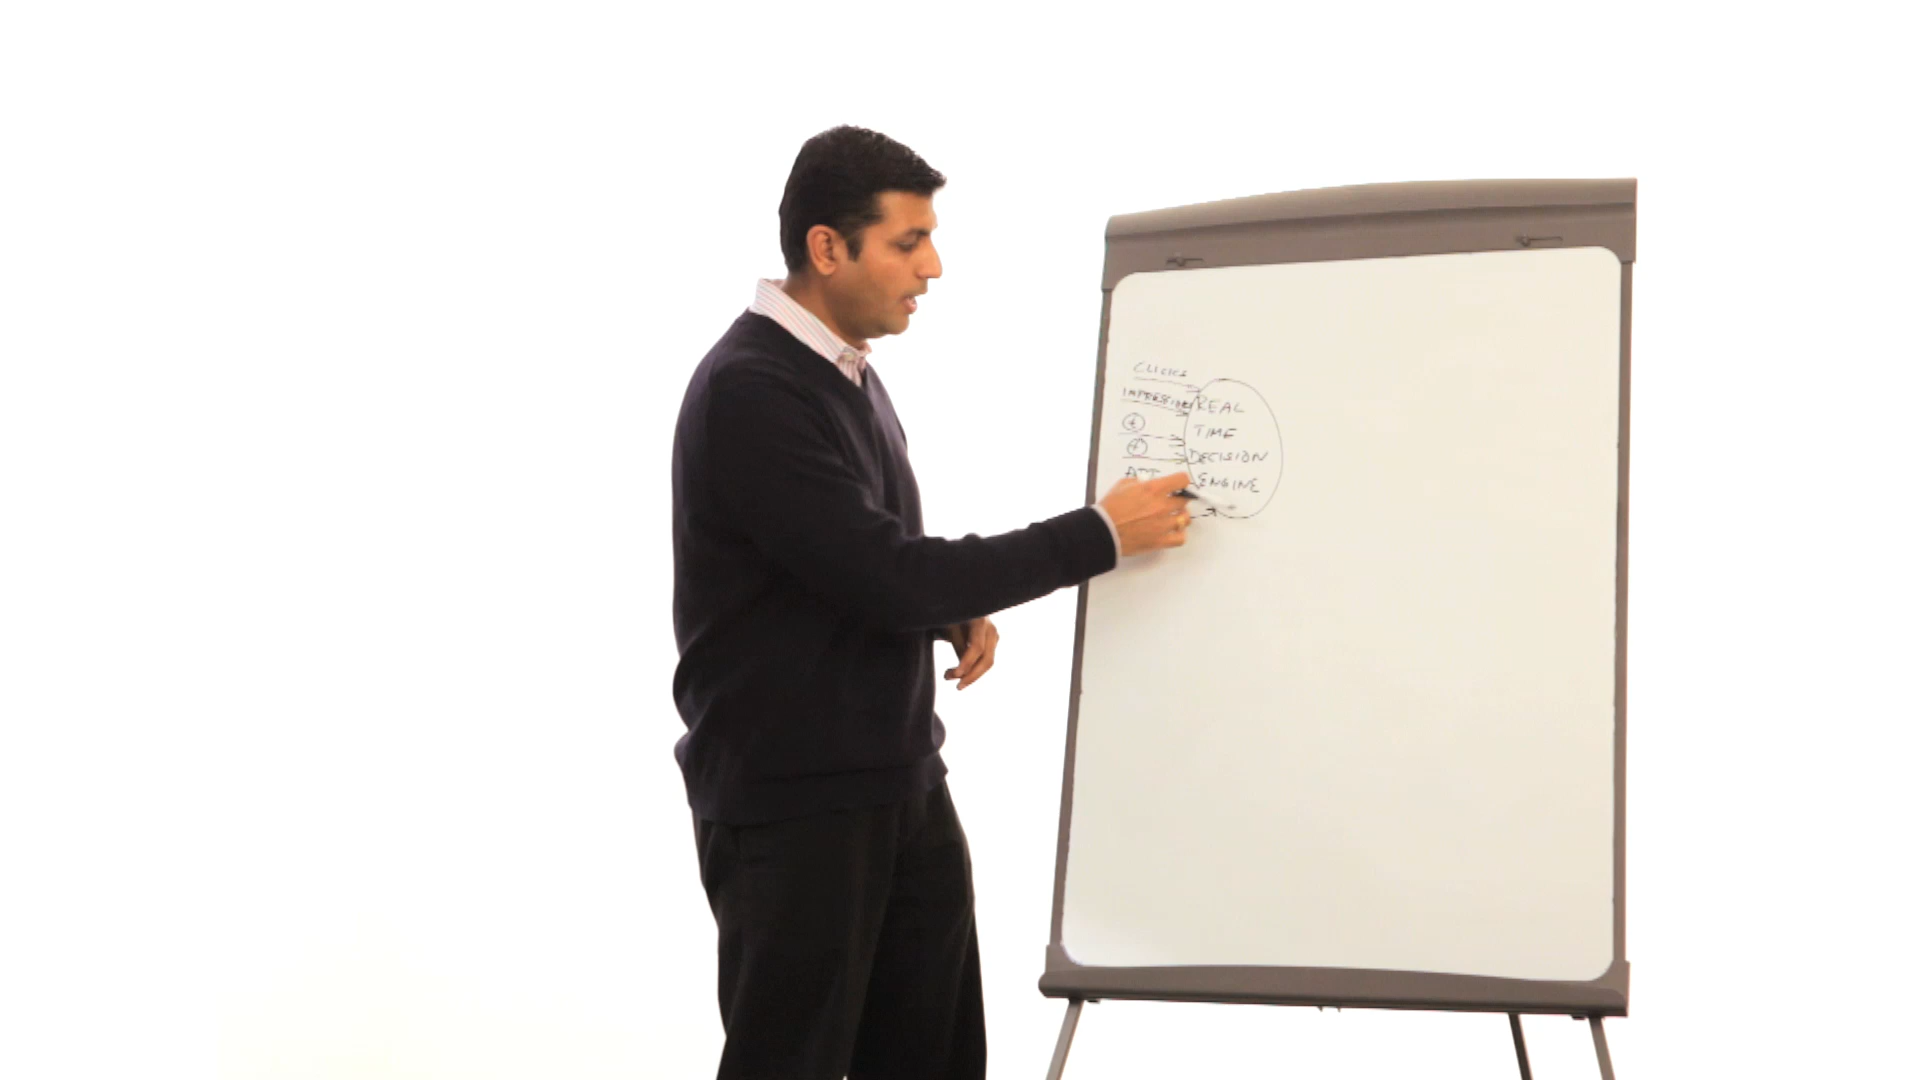 CLICKS
IMPRESSIONS
REAL
TIME
DECISION
ENGINE